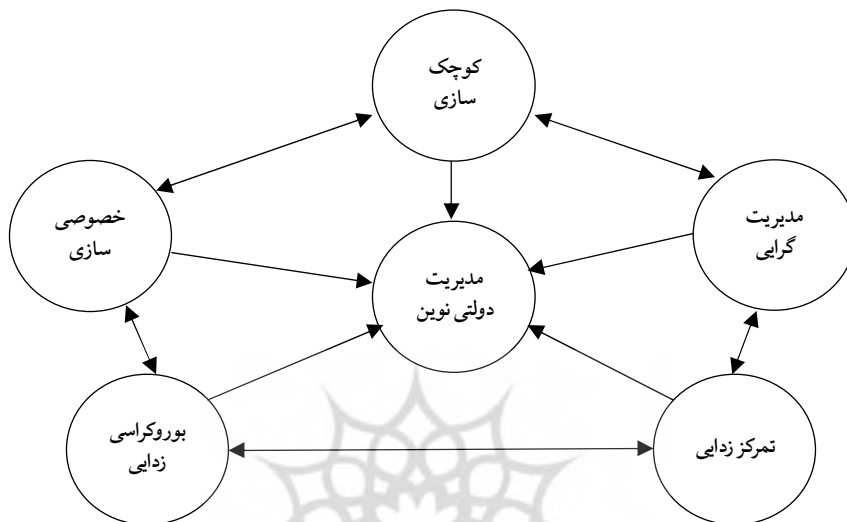 کوچک
سازی
مدیریت
گرایی
خصوصی
سازی
مدیریت
دولتی نوین
تمرکز زدایی
بوروکراسی
زدایی